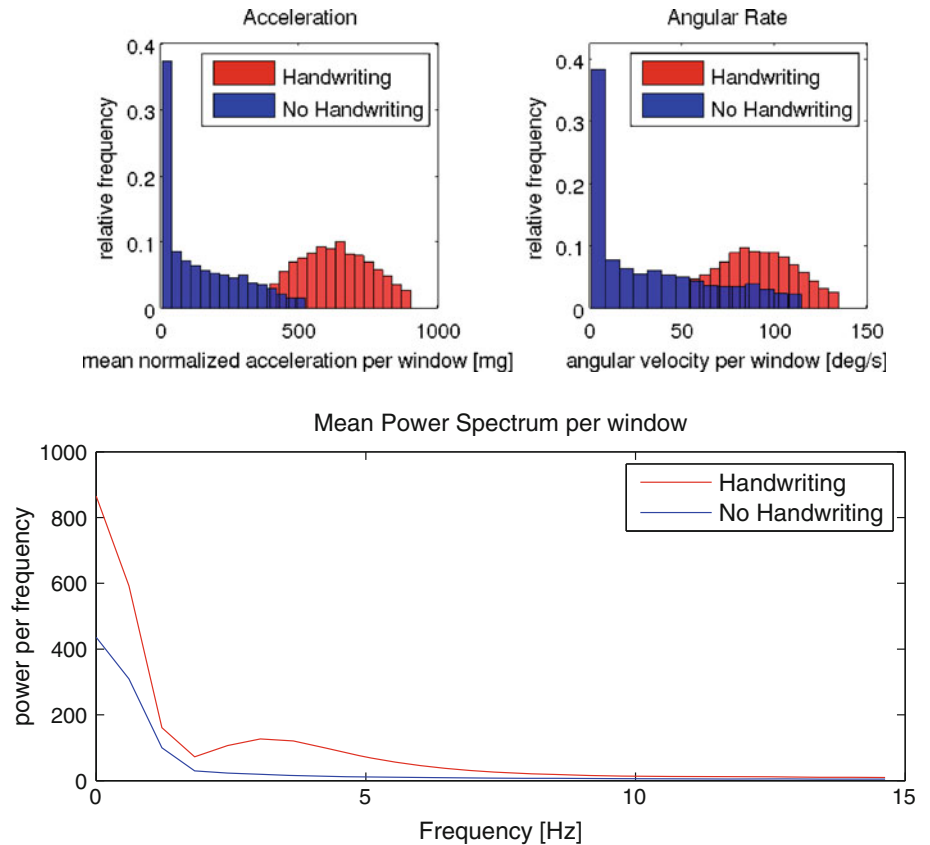 Acceleration
0.4
0.3
0.2
0.1
0
relative frequency
Handwriting
No Handwriting
0
500
1000
mean normalized acceleration per window [mg]
Angular Rate
0.4
0.3
0.2
0.1
0
relative frequency
Handwriting
No Handwriting
0
50
100
150
angular velocity per window [deg/s]
Mean Power Spectrum per window
1000
800
600
400
200
0
power per frequency
Handwriting
No Handwriting
0
5
10
15
Frequency [Hz]